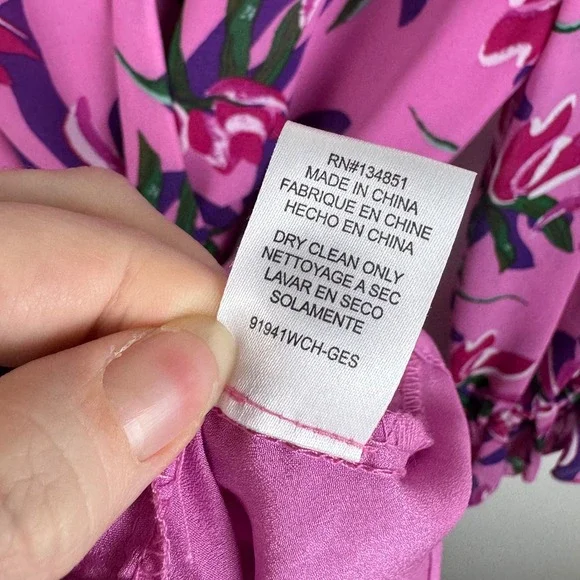 RN#134851
MADE IN CHINA
FABRIQUE EN CHINE
HECHO EN CHINA
DRY CLEAN ONLY
NETTOYAGE A SEC
LAVAR EN SECO
SOLAMENTE
91941WCH-GES